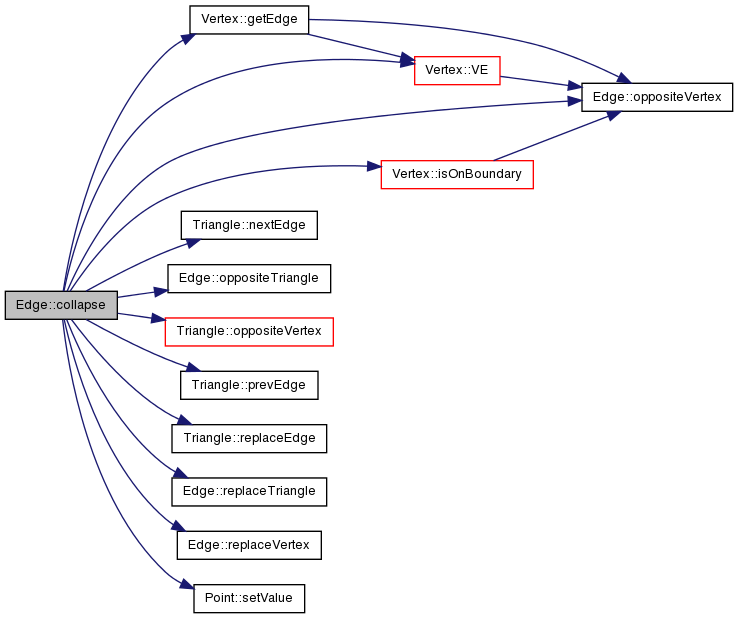 Vertex::getEdge
Vertex::VE
Edge::oppositeVertex
Vertex::isOnBoundary
Triangle::nextEdge
Edge::oppositeTriangle
Edge::collapse
Triangle::oppositeVertex
Triangle::prevEdge
Triangle::replaceEdge
Edge::replaceTriangle
Edge::replaceVertex
Point::setValue